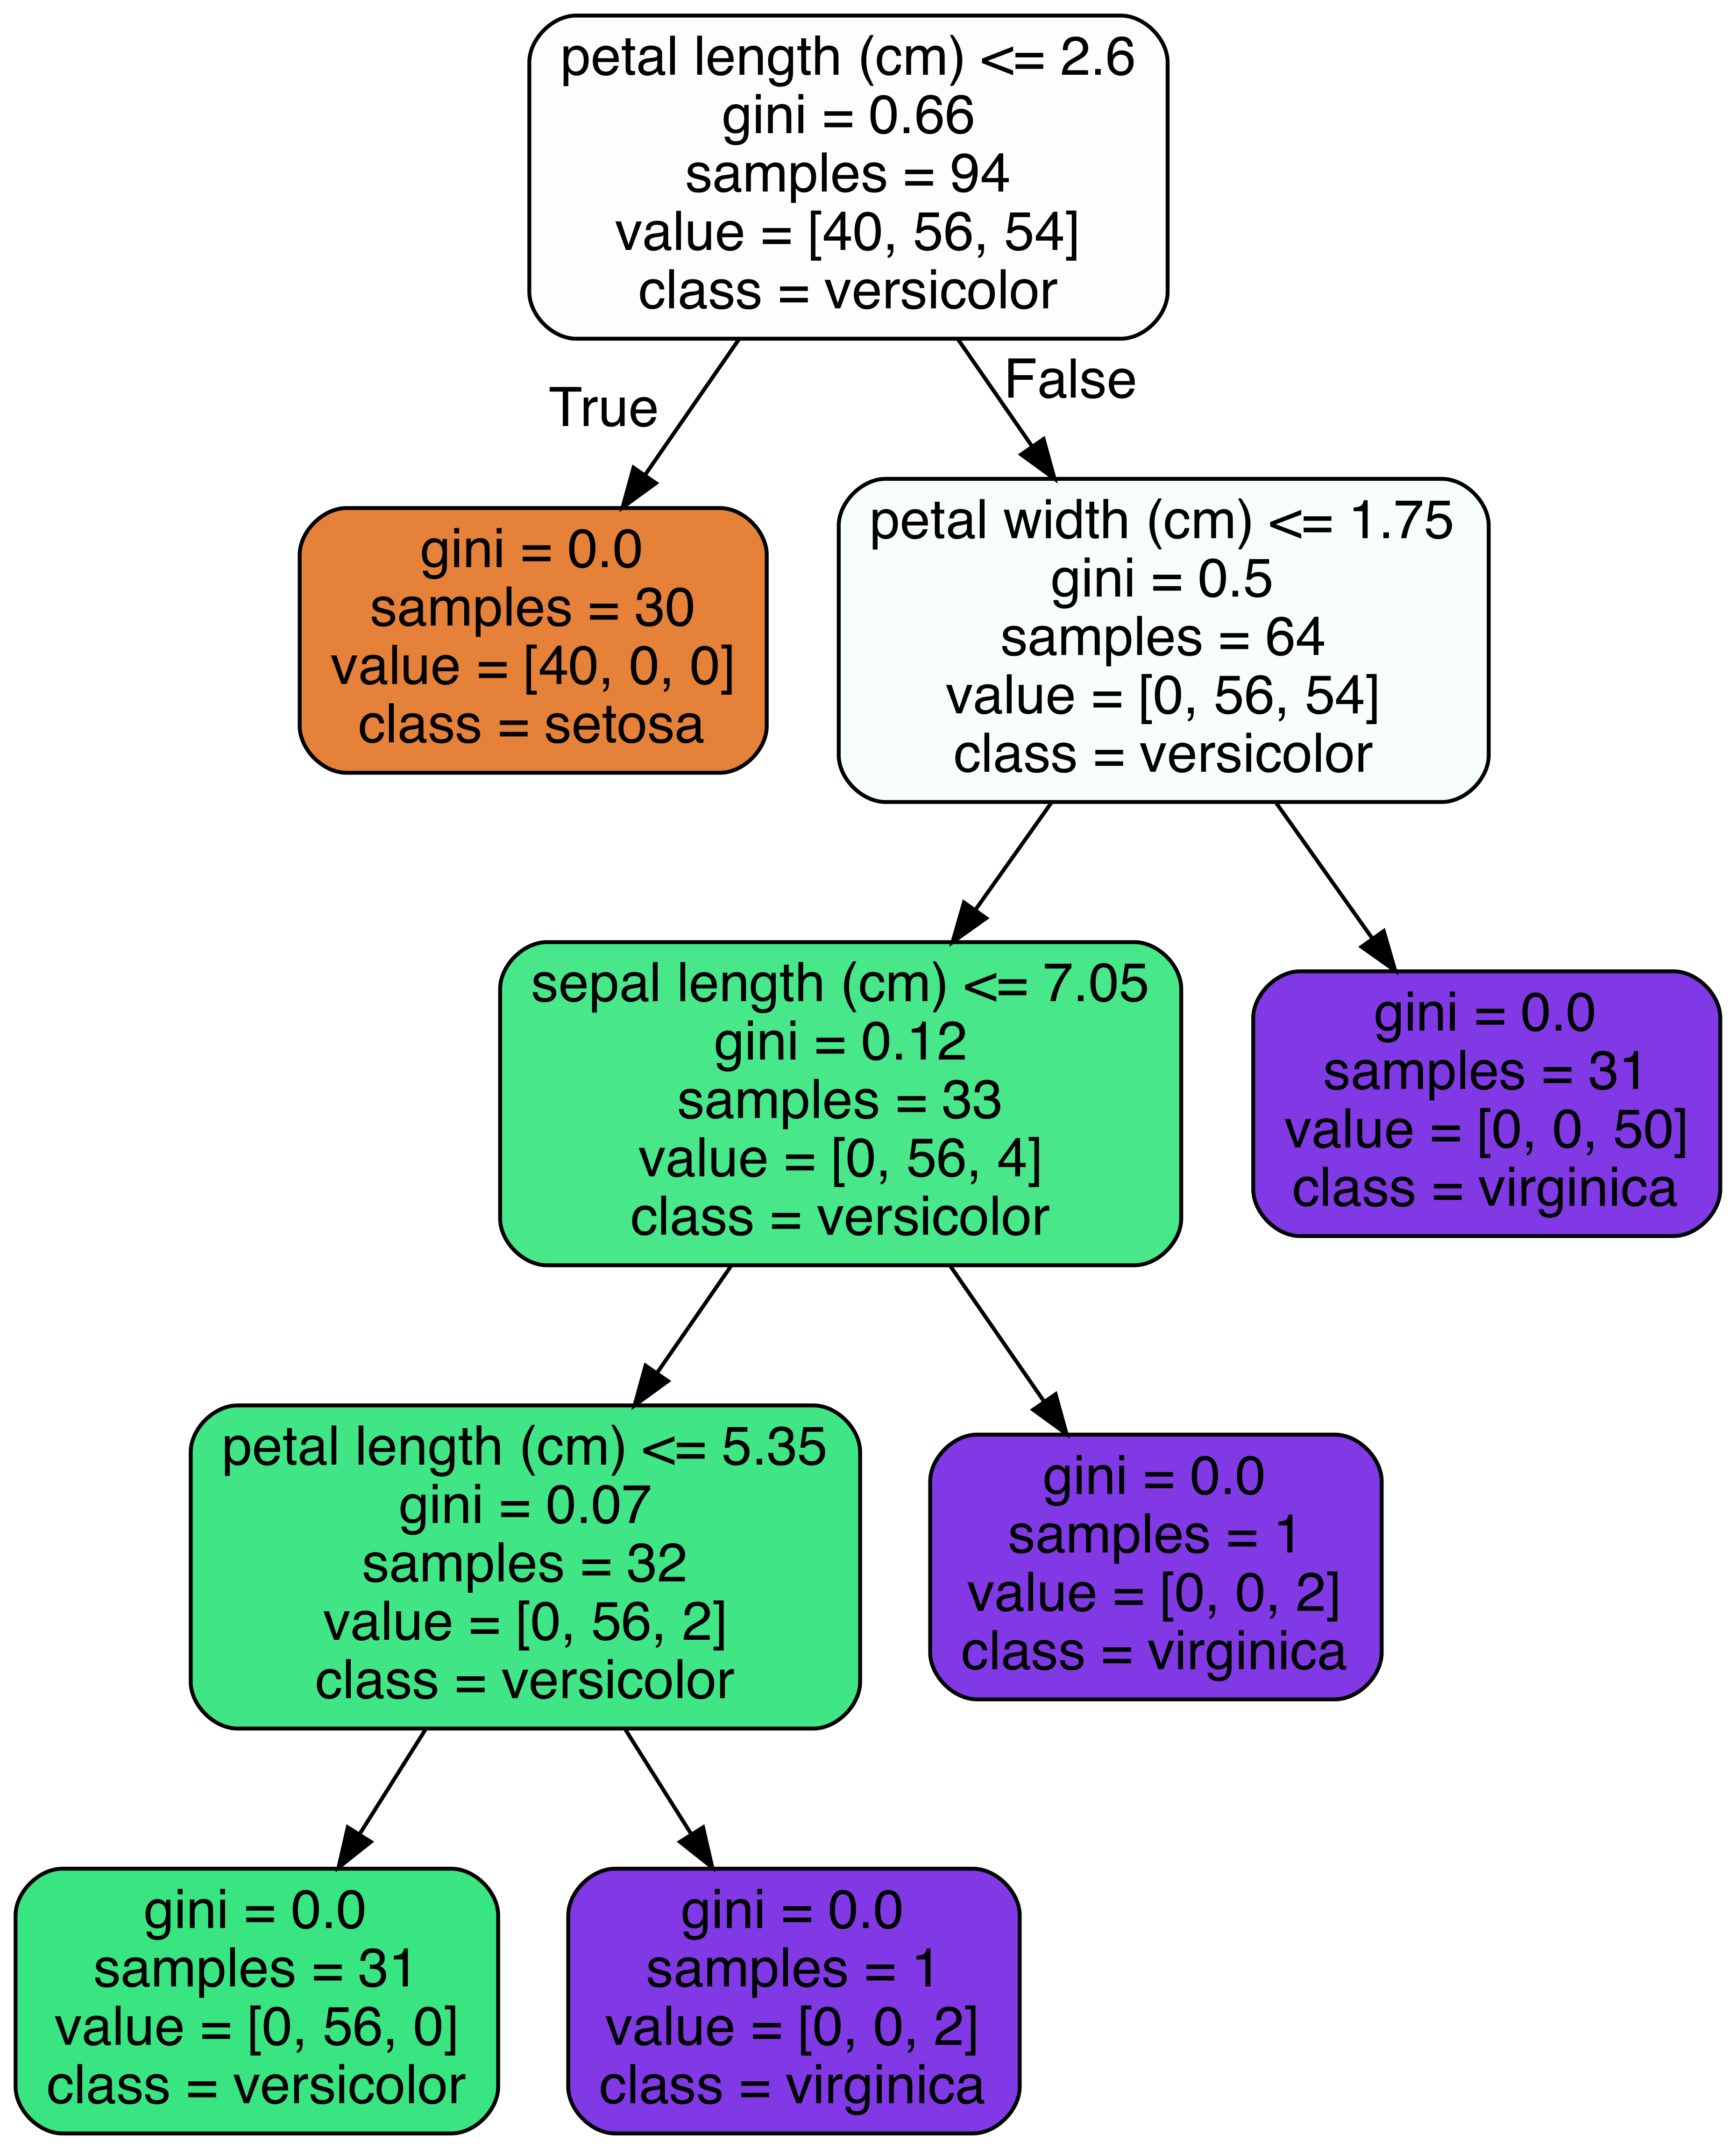 petal length (cm) <= 2.6
gini = 0.66
samples = 94
value = [40, 56, 54]
class = versicolor
True
False
gini = 0.0
samples = 30
value = [40, 0, 0]
class = setosa
petal width (cm) <= 1.75
gini = 0.5
samples = 64
value = [0, 56, 54]
class = versicolor
sepal length (cm) <= 7.05
gini = 0.12
samples = 33
value = [0, 56, 4]
class = versicolor
gini = 0.0
samples = 31
value = [0, 0, 50]
class = virginica
petal length (cm) <= 5.35
gini = 0.07
samples = 32
value = [0, 56, 2]
class = versicolor
gini = 0.0
samples = 1
value = [0, 0, 2]
class = virginica
gini = 0.0
samples = 31
value = [0, 56, 0]
class = versicolor
gini = 0.0
samples = 1
value = [0, 0, 2]
class = virginica